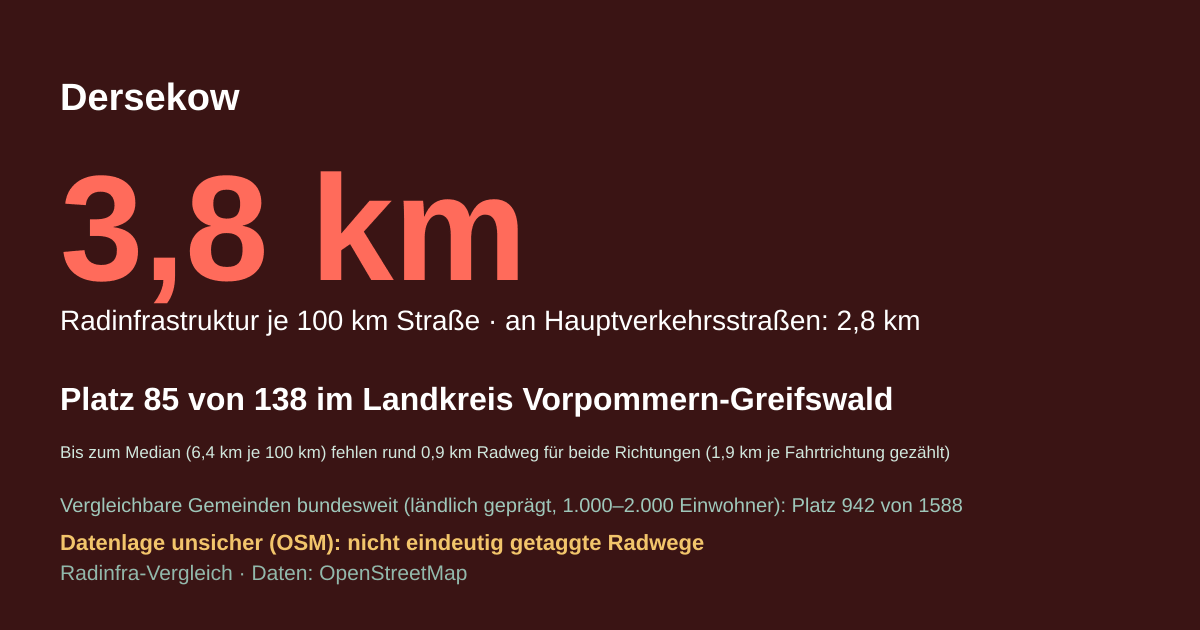 Dersekow
3,8 km
Radinfrastruktur je 100 km Straße · an Hauptverkehrsstraßen: 2,8 km
Platz 85 von 138 im Landkreis Vorpommern-Greifswald
Bis zum Median (6,4 km je 100 km) fehlen rund 0,9 km Radweg für beide Richtungen (1,9 km je Fahrtrichtung gezählt)
Vergleichbare Gemeinden bundesweit (ländlich geprägt, 1.000–2.000 Einwohner): Platz 942 von 1588
Datenlage unsicher (OSM): nicht eindeutig getaggte Radwege
Radinfra-Vergleich · Daten: OpenStreetMap